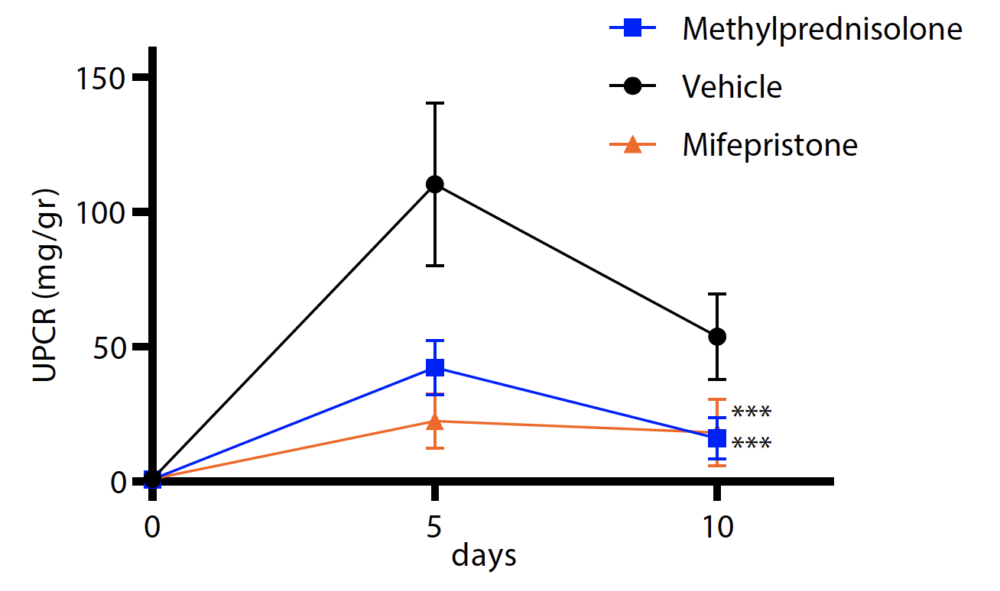 Methylprednisolone
Vehicle
Mifepristone
150
100
50
0
UPCR (mg/gr)
***
***
0 5 10
days